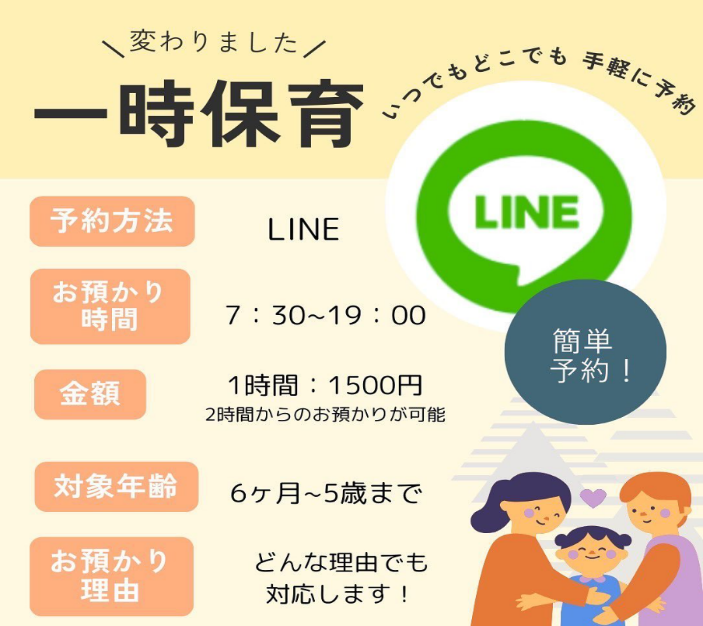 変わりました
一時保育
いつでもどこでも 手軽に予約
LINE
簡単
予約！
予約方法
LINE
お預かり
時間
7：30~19：00
金額
1時間：1500円
2時間からのお預かりが可能
対象年齢
6ヶ月~5歳まで
お預かり
理由
どんな理由でも
対応します！